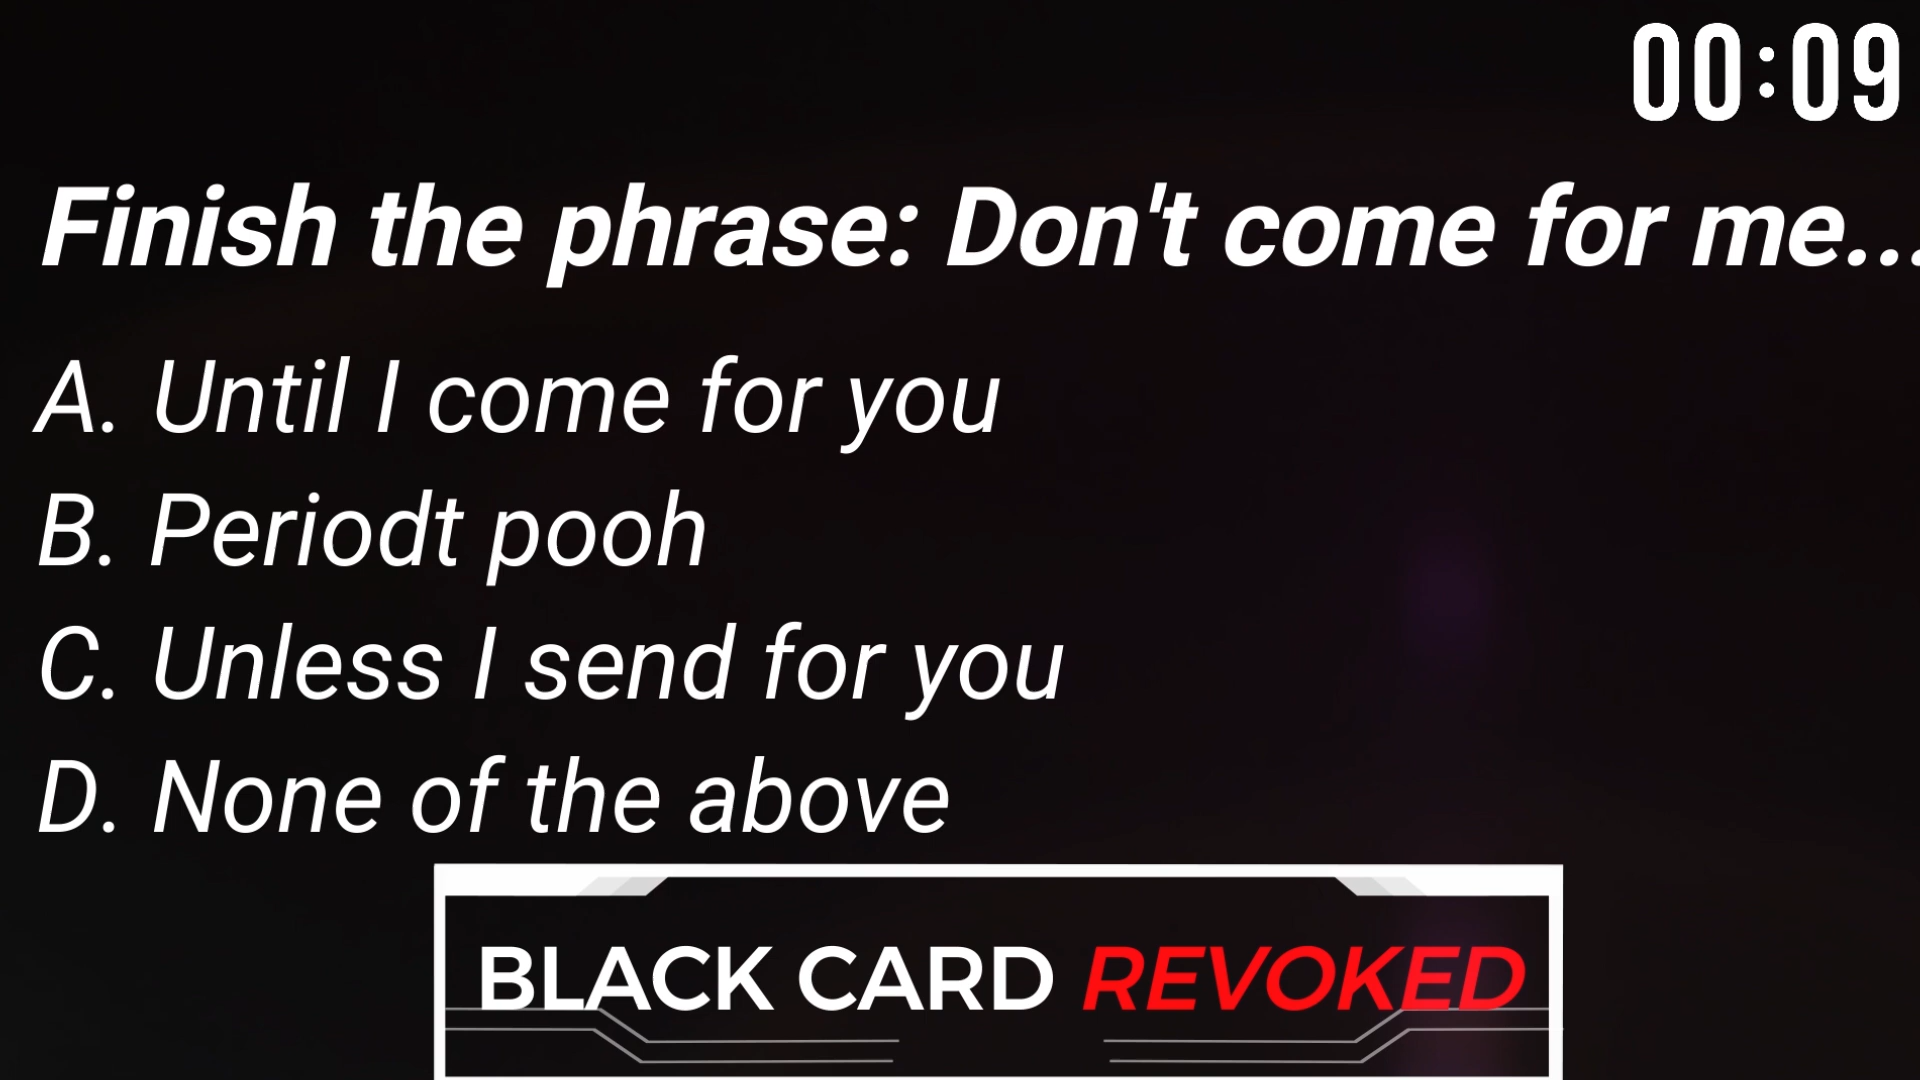 00:09
Finish the phrase: Don't come for me...
A. Until I come for you
B. Periodt pooh
C. Unless I send for you
D. None of the above
BLACK CARD REVOKED